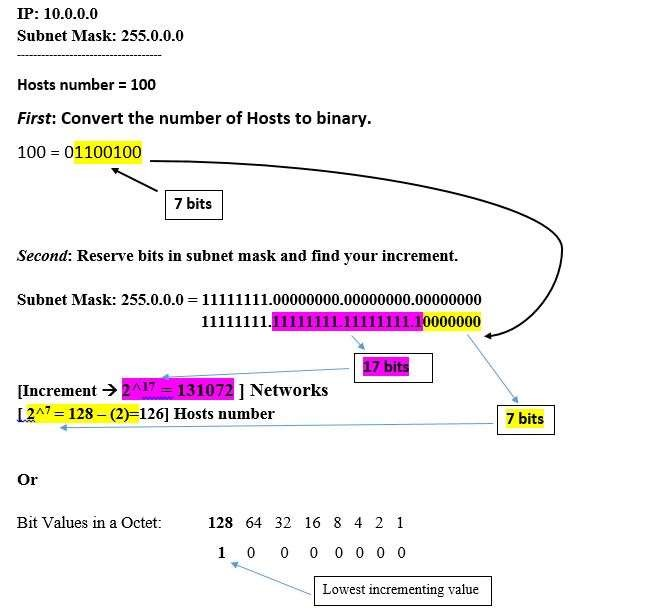 IP: 10.0.0.0
Subnet Mask: 255.0.0.0
------------------------------------
Hosts number = 100
First: Convert the number of Hosts to binary.
100 = 01100100
7 bits
Second: Reserve bits in subnet mask and find your increment.
Subnet Mask: 255.0.0.0 = 11111111.00000000.00000000.00000000
11111111.11111111.11111111.10000000
17 bits
[Increment → 2^17 = 131072 ] Networks
[ 2^7 = 128 – (2)=126] Hosts number
7 bits
Or
Bit Values in a Octet: 128 64 32 16 8 4 2 1
1 0 0 0 0 0 0 0
Lowest incrementing value